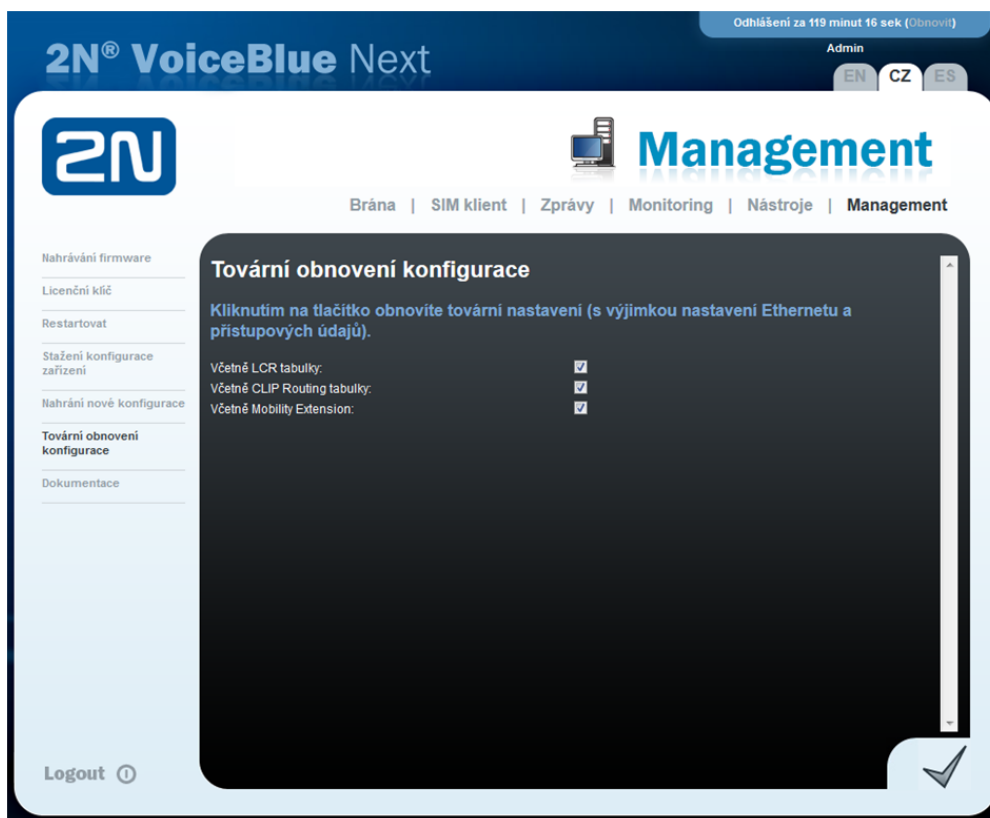 Odhlášení za 119 minut 16 sek (Obnovit)
2N® VoiceBlue Next
Admin
EN CZ ES
2N
Management
Brána | SIM klient | Zprávy | Monitoring | Nástroje | Management
Nahrávání firmware
Licenční klíč
Restartovat
Stažení konfigurace
zařízení
Nahrání nové konfigurace
Tovární obnovení
konfigurace
Dokumentace
Tovární obnovení konfigurace
Kliknutím na tlačítko obnovíte tovární nastavení (s výjimkou nastavení Ethernetu a
přístupových údajů).
Včetně LCR tabulky:
Včetně CLIP Routing tabulky:
Včetně Mobility Extension:
Logout